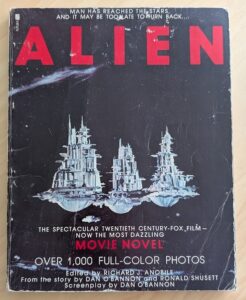 MAN HAS REACHED THE STARS,
AND IT MAY BE TOO LATE TO TURN BACK....
ALIEN
THE SPECTACULAR TWENTIETH CENTURY-FOX FILM–
NOW THE MOST DAZZLING
"MOVIE NOVEL"
OVER 1,000 FULL-COLOR PHOTOS
Edited by RICHARD J. ANOBILE
From the story by DAN O'BANNON and RONALD SHUSETT
Screenplay by DAN O'BANNON